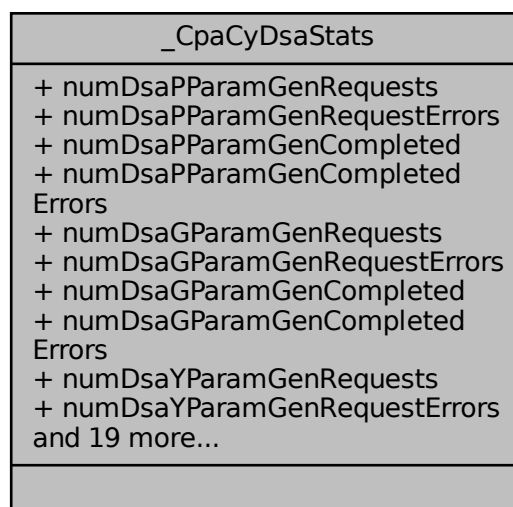 _CpaCyDsaStats
+ numDsaPParamGenRequests
+ numDsaPParamGenRequestErrors
+ numDsaPParamGenCompleted
+ numDsaPParamGenCompleted
Errors
+ numDsaGParamGenRequests
+ numDsaGParamGenRequestErrors
+ numDsaGParamGenCompleted
+ numDsaGParamGenCompleted
Errors
+ numDsaYParamGenRequests
+ numDsaYParamGenRequestErrors
and 19 more...